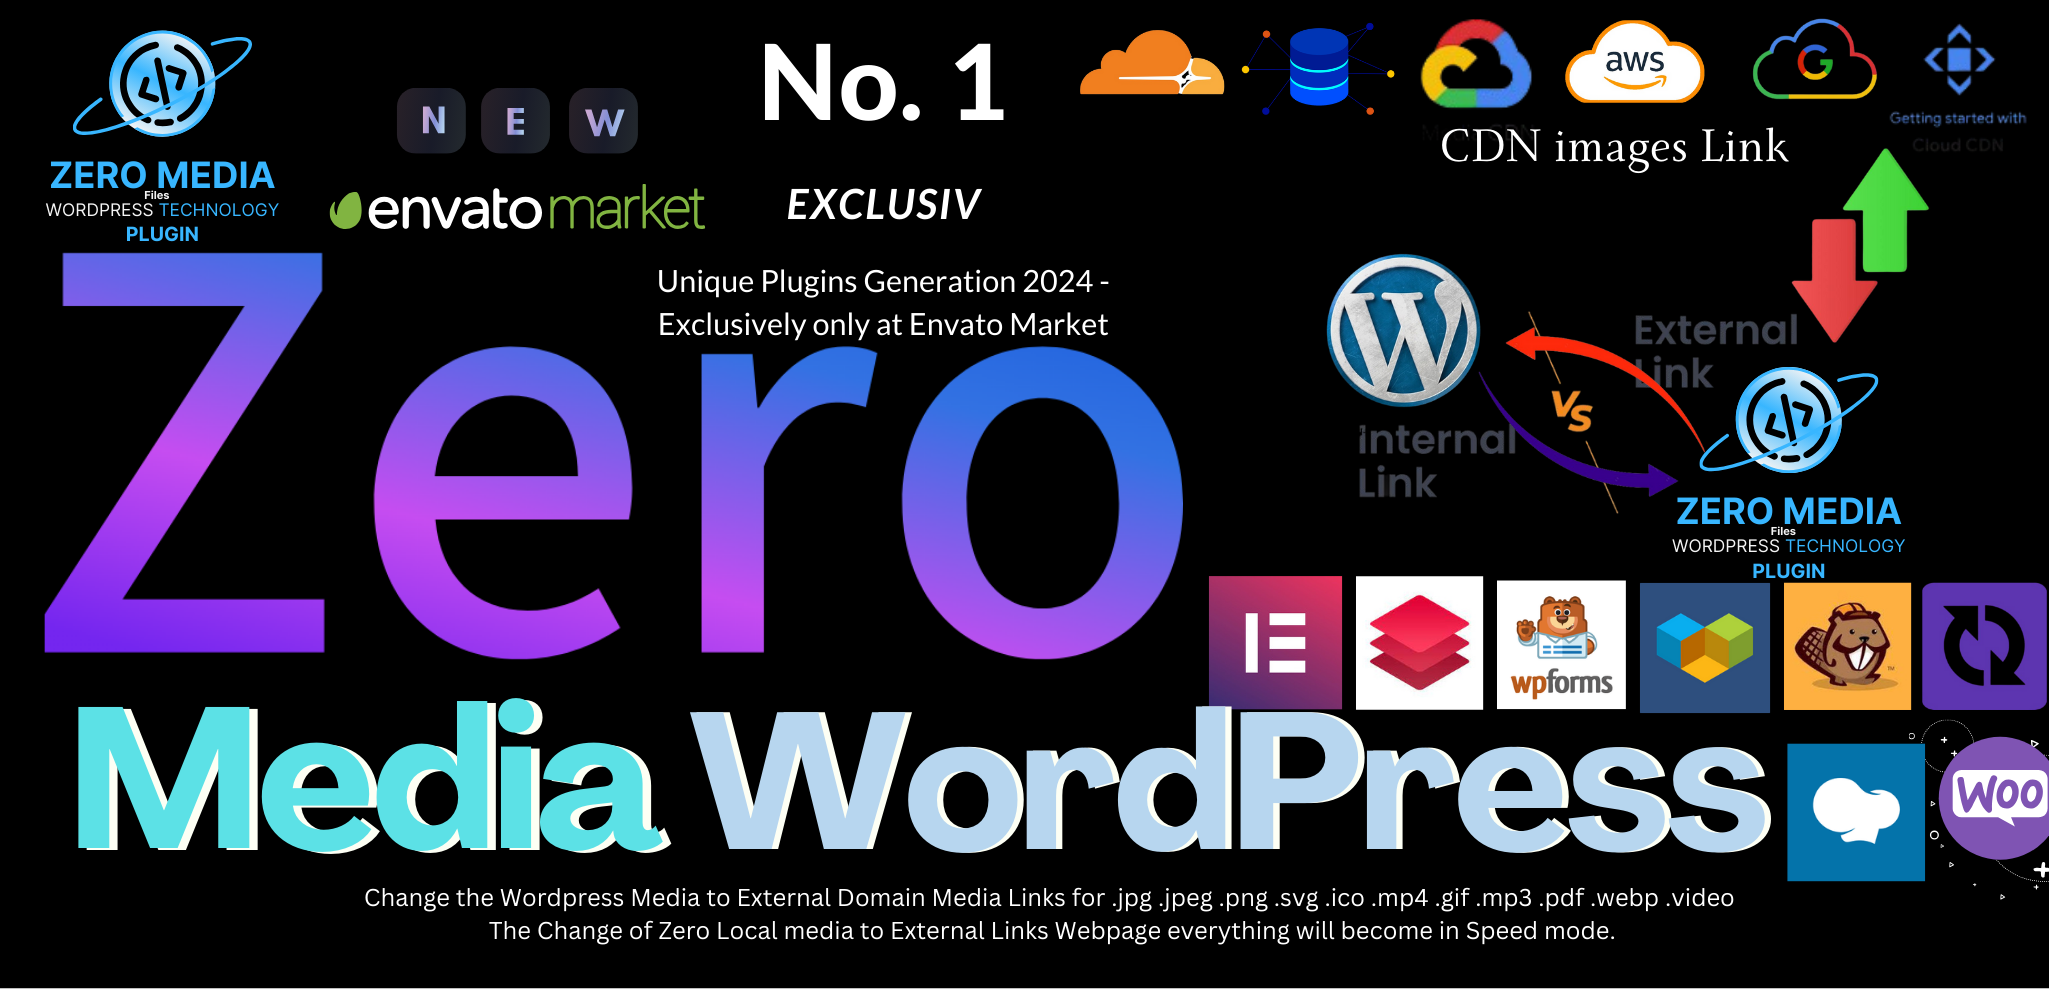 ZERO MEDIA
Files
WORDPRESS TECHNOLOGY
PLUGIN
NEW
envato market
No. 1
EXCLUSIV
Unique Plugins Generation 2024 -
Exclusively only at Envato Market
aws
G
CDN images Link
Getting started with
Cloud CDN
W
External
Link
VS
Internal
Link
ZERO MEDIA
Files
WORDPRESS TECHNOLOGY
PLUGIN
Zero
wpforms
TM
Media WordPress
WOO
Change the Wordpress Media to External Domain Media Links for .jpg .jpeg .png .svg .ico .mp4 .gif .mp3 .pdf .webp .video
The Change of Zero Local media to External Links Webpage everything will become in Speed mode.